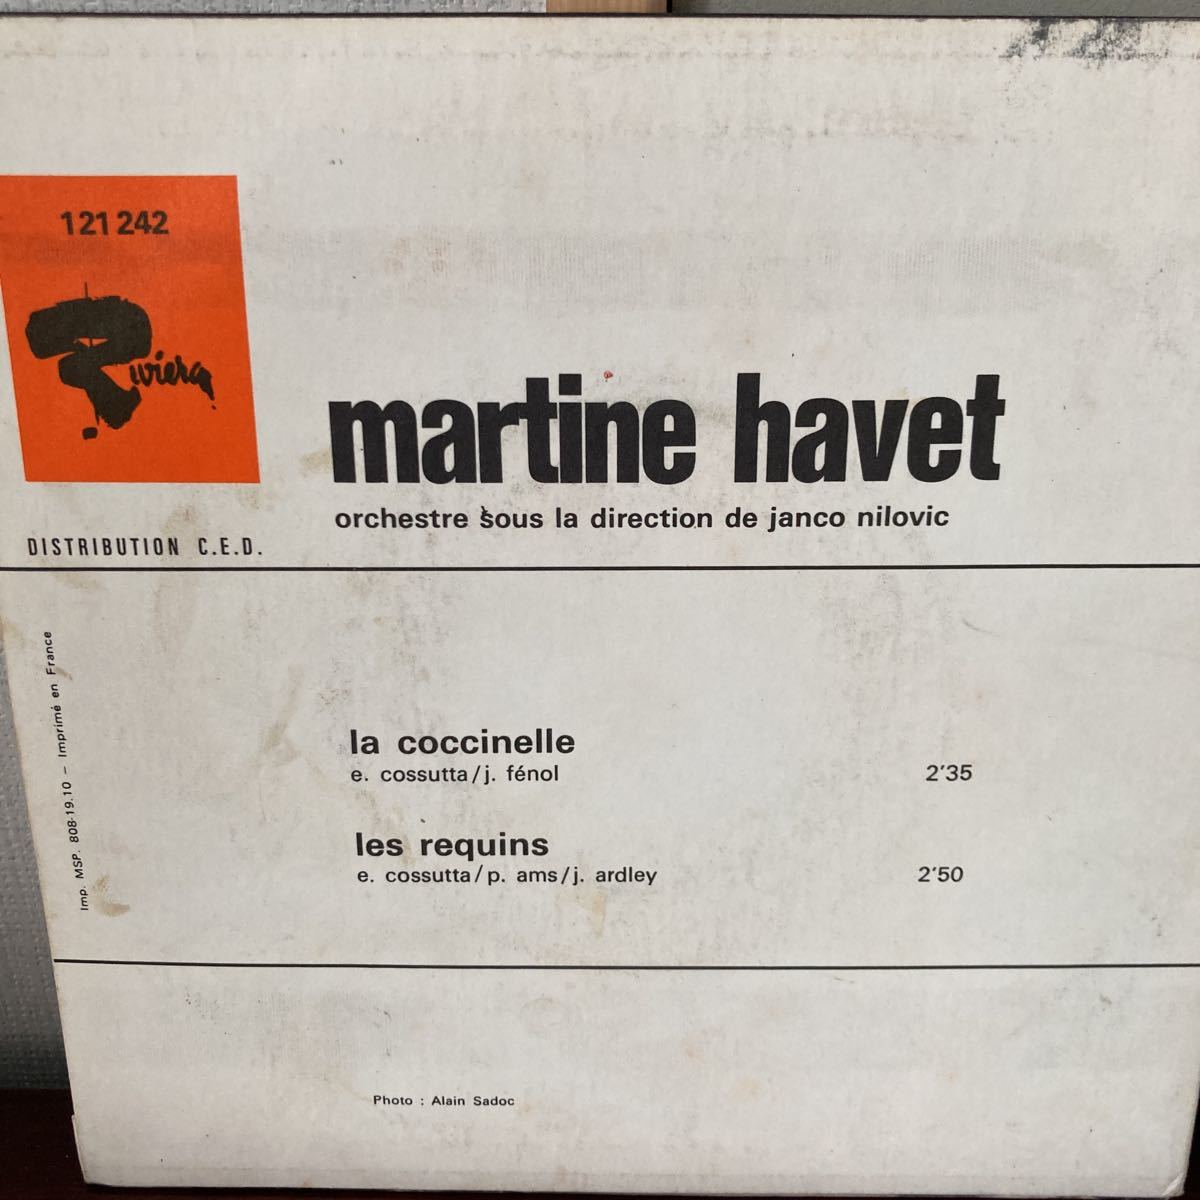 121 242
Riviera
martine havet
orchestre sous la direction de janco nilovic
DISTRIBUTION C.E.D.
Imp. MSP. 808-19.10 – Imprimé en France
la coccinelle
e. cossutta/j. fénol 2'35
les requins
e. cossutta/p. ams/j. ardley 2'50
Photo : Alain Sadoc